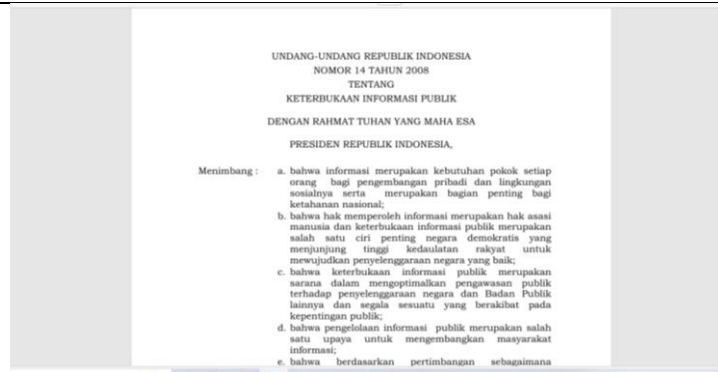 UNDANG-UNDANG REPUBLIK INDONESIA
NOMOR 14 TAHUN 2008
TENTANG
KETERBUKAAN INFORMASI PUBLIK
DENGAN RAHMAT TUHAN YANG MAHA ESA
PRESIDEN REPUBLIK INDONESIA,
Menimbang : a. bahwa informasi merupakan kebutuhan pokok setiap
orang bagi pengembangan pribadi dan lingkungan
sosialnya serta merupakan bagian penting bagi
ketahanan nasional;
b. bahwa hak memperoleh informasi merupakan hak asasi
manusia dan keterbukaan informasi publik merupakan
salah satu ciri penting negara demokratis yang
menjunjung tinggi kedaulatan rakyat untuk
mewujudkan penyelenggaraan negara yang baik;
c. bahwa keterbukaan informasi publik merupakan
sarana dalam mengoptimalkan pengawasan publik
terhadap penyelenggaraan negara dan Badan Publik
lainnya dan segala sesuatu yang berakibat pada
kepentingan publik;
d. bahwa pengelolaan informasi publik merupakan salah
satu upaya untuk mengembangkan masyarakat
informasi;
e. bahwa berdasarkan pertimbangan sebagaimana